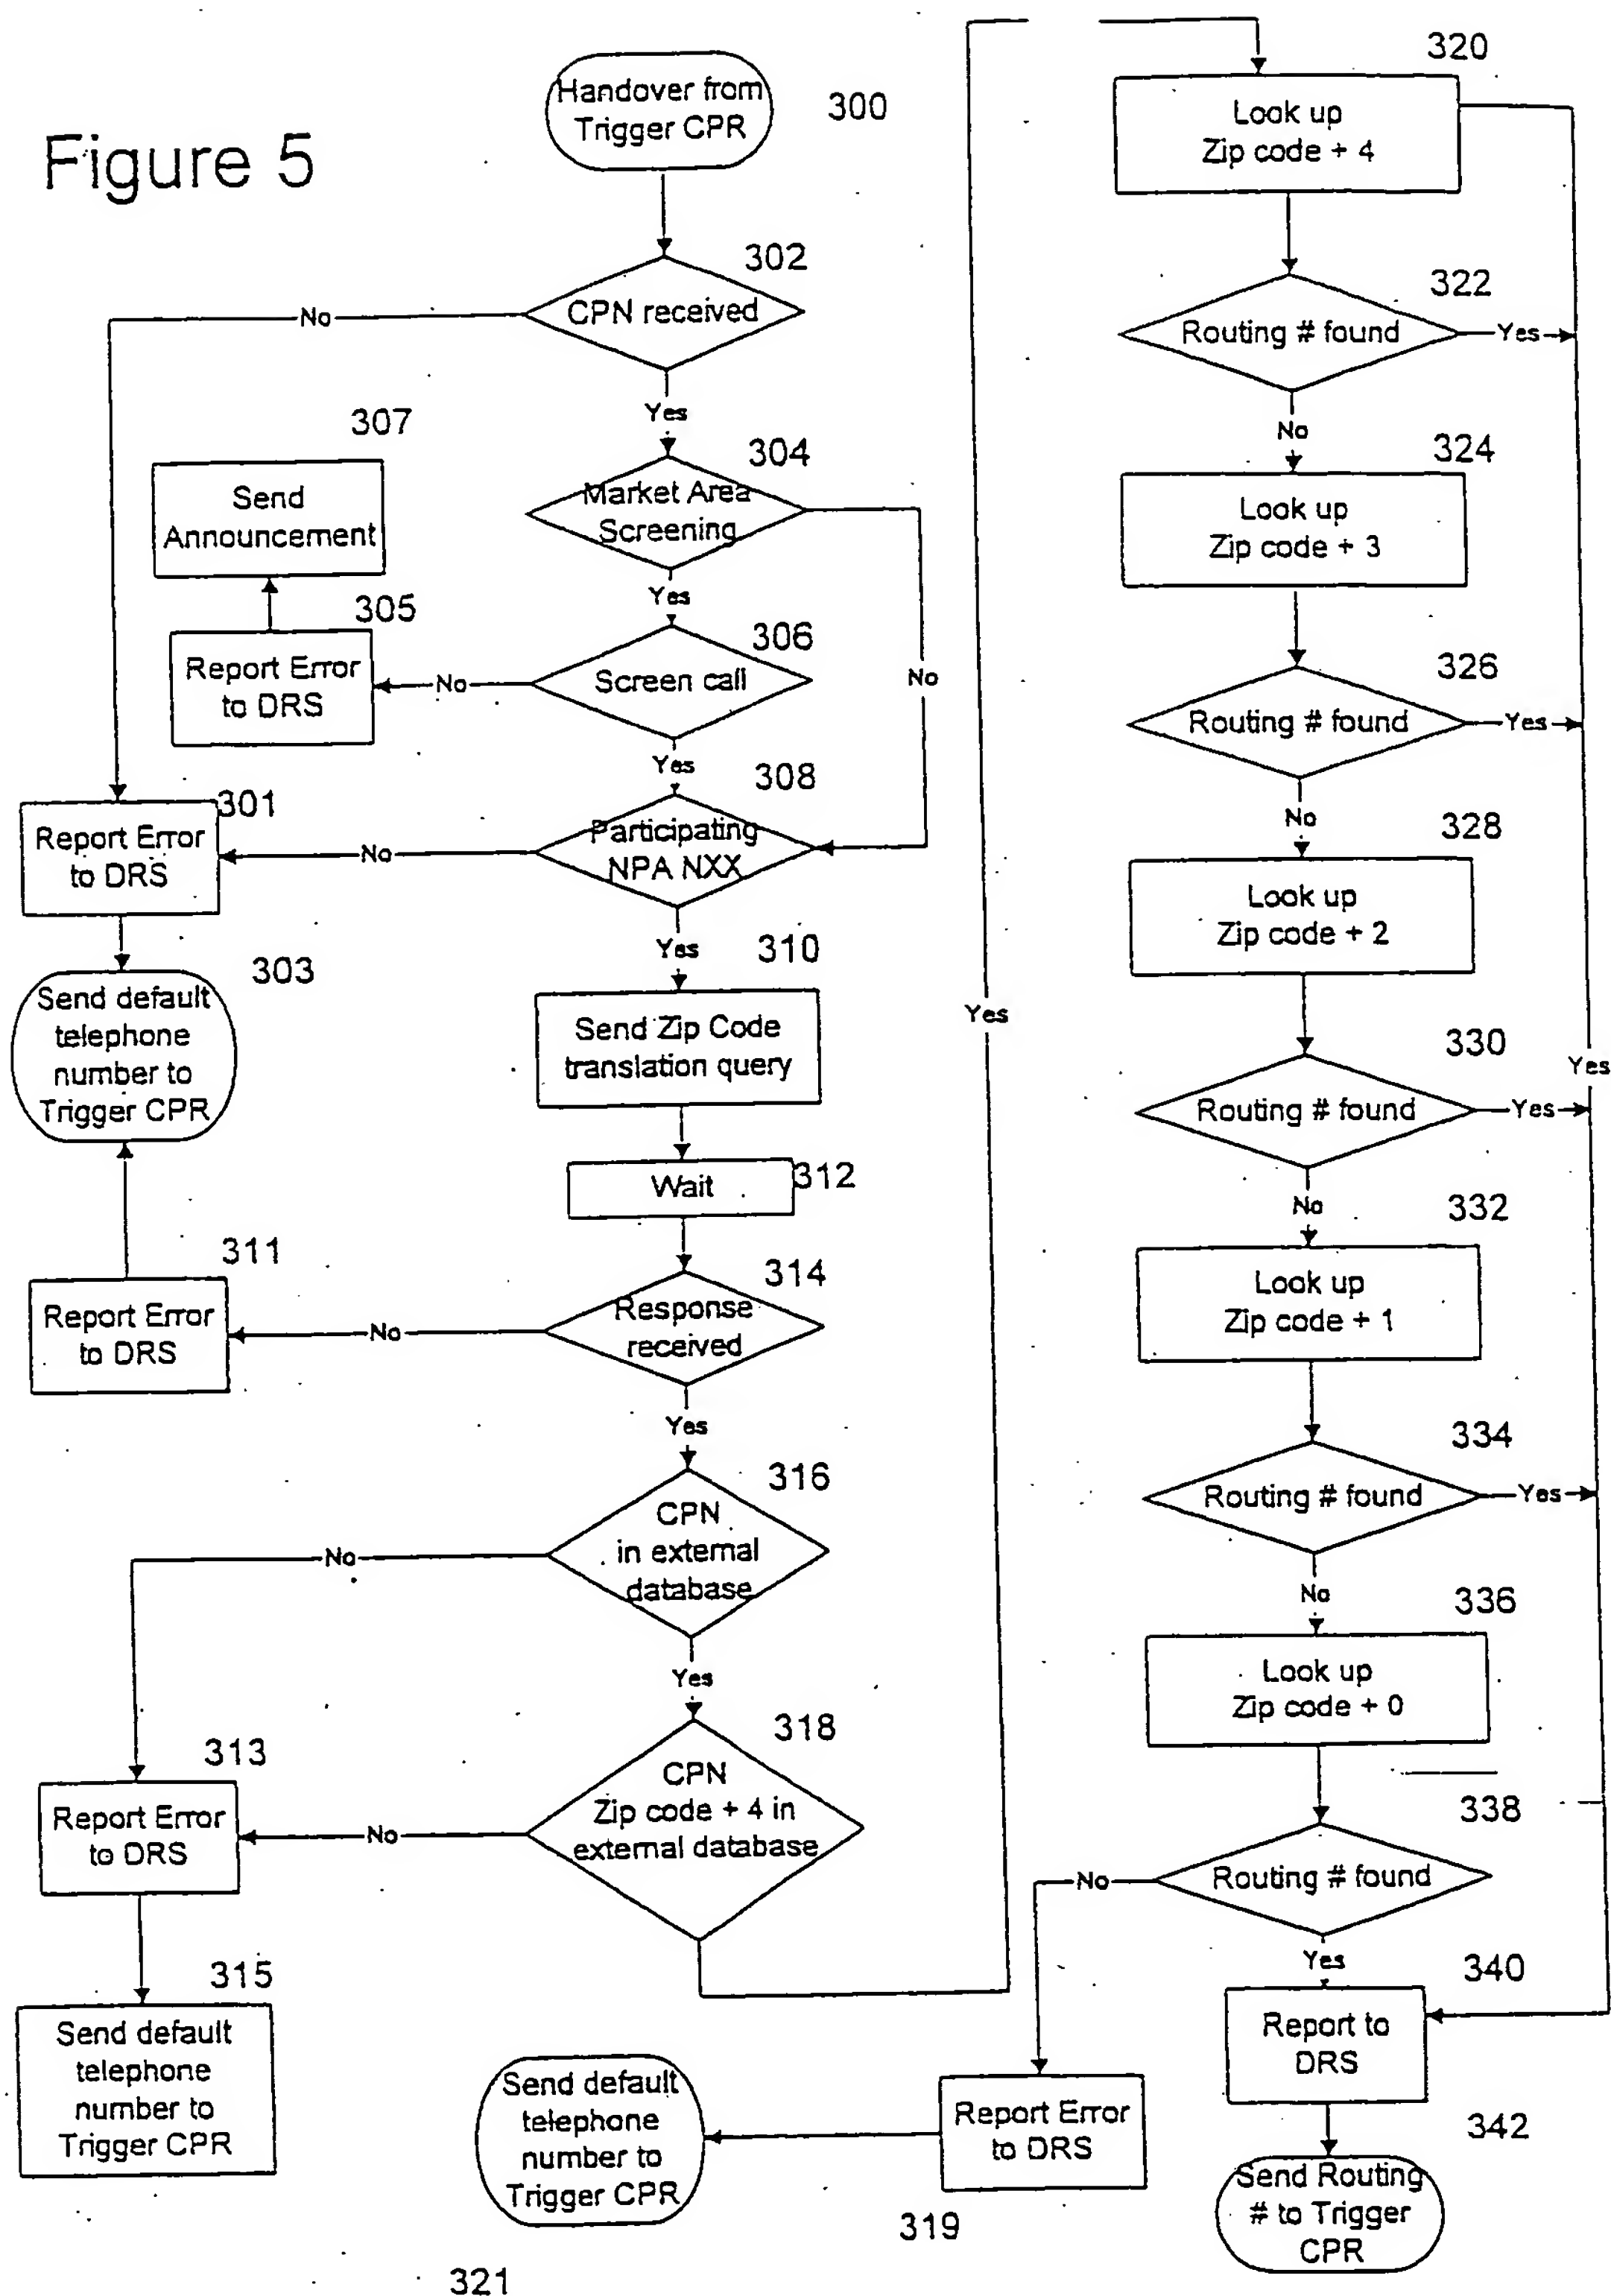 Figure 5
Handover from
Trigger CPR
300
302
CPN received
No
Yes
304
Market Area
Screening
No
Yes
306
Screen call
No
305
Report Error
to DRS
307
Send
Announcement
Yes
308
Participating
NPA NXX
No
301
Report Error
to DRS
303
Send default
telephone
number to
Trigger CPR
Yes
310
Send Zip Code
translation query
312
Wait
314
Response
received
No
311
Report Error
to DRS
Yes
316
CPN
in external
database
No
Yes
318
CPN
Zip code + 4 in
external database
No
313
Report Error
to DRS
315
Send default
telephone
number to
Trigger CPR
Yes
320
Look up
Zip code + 4
322
Routing # found
Yes
No
324
Look up
Zip code + 3
326
Routing # found
Yes
No
328
Look up
Zip code + 2
330
Routing # found
Yes
Yes
No
332
Look up
Zip code + 1
334
Routing # found
Yes
No
336
Look up
Zip code + 0
338
Routing # found
No
Yes
340
Report to
DRS
342
Send Routing
# to Trigger
CPR
Report Error
to DRS
319
Send default
telephone
number to
Trigger CPR
321